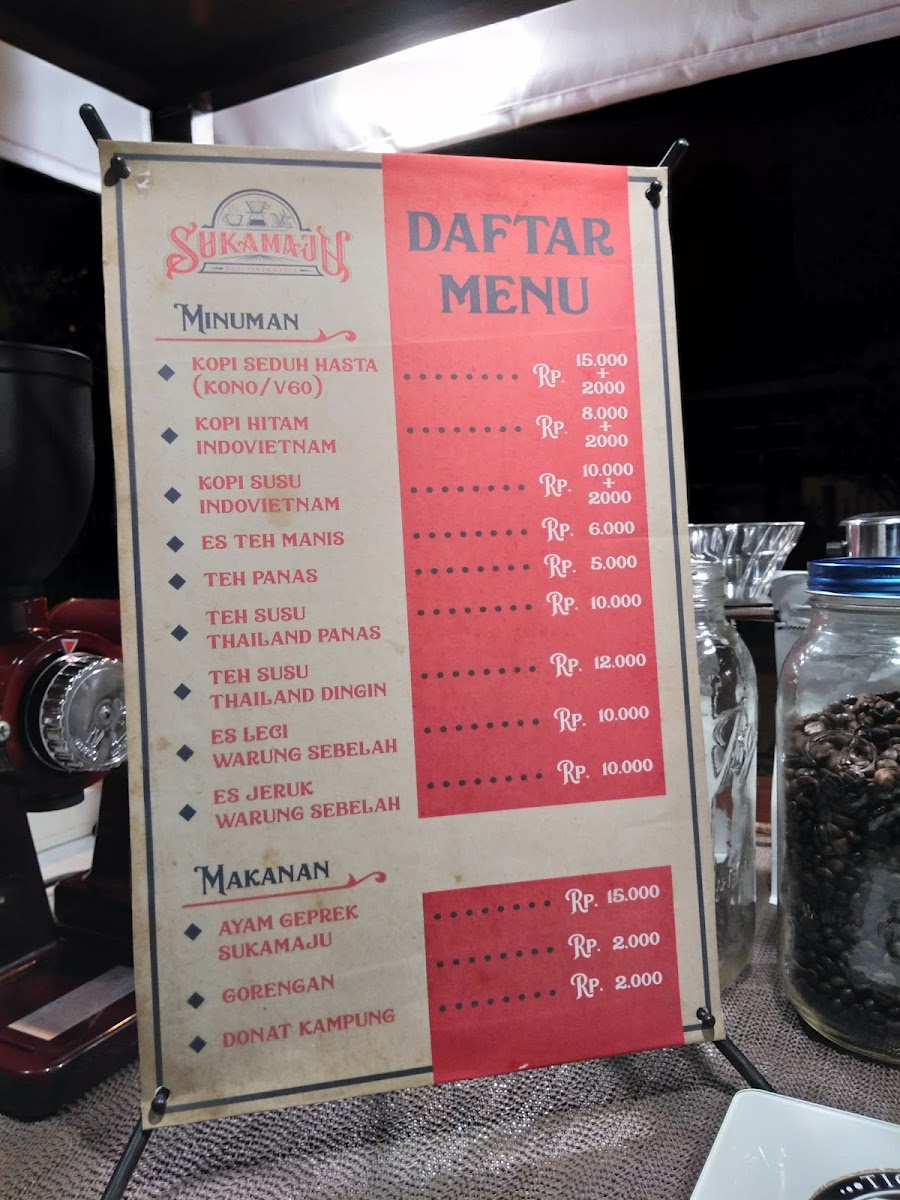 SUKAMAJU
DAFTAR
MENU
MINUMAN
KOPI SEDUH HASTA
(KONO/V60)
Rp. 15.000
+
2000
KOPI HITAM
INDOVIETNAM
Rp. 8.000
+
2000
KOPI SUSU
INDOVIETNAM
Rp. 10.000
+
2000
ES TEH MANIS ........ Rp. 6.000
TEH PANAS ........ Rp. 5.000
TEH SUSU
THAILAND PANAS ........ Rp. 10.000
TEH SUSU
THAILAND DINGIN ........ Rp. 12.000
ES LECI
WARUNG SEBELAH ........ Rp. 10.000
ES JERUK
WARUNG SEBELAH ........ Rp. 10.000
MAKANAN
AYAM GEPREK
SUKAMAJU ........ Rp. 15.000
GORENGAN ........ Rp. 2.000
DONAT KAMPUNG ........ Rp. 2.000